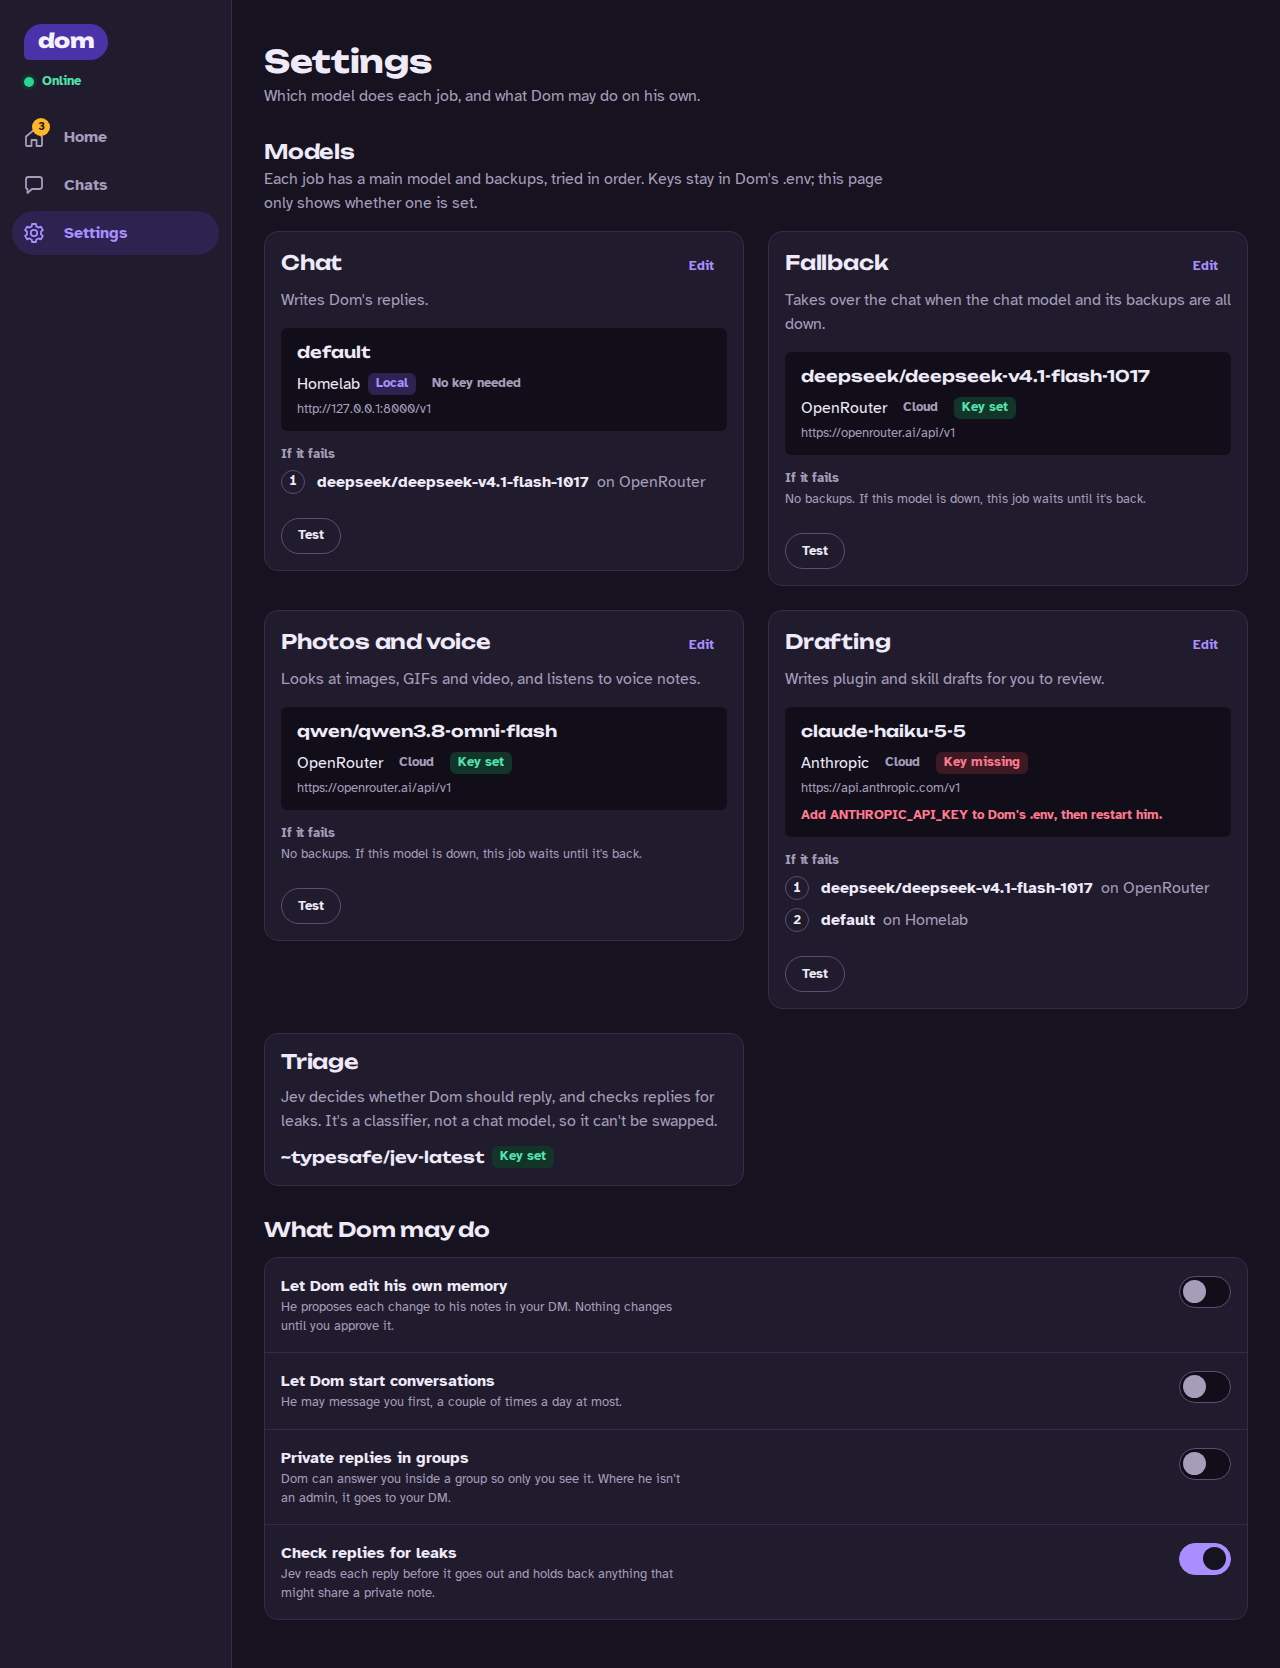 dom
Online
3
Home
Chats
Settings
Settings
Which model does each job, and what Dom may do on his own.
Models
Each job has a main model and backups, tried in order. Keys stay in Dom's .env; this page
only shows whether one is set.
Chat
Edit
Writes Dom's replies.
default
Homelab Local No key needed
http://127.0.0.1:8000/v1
If it fails
1 deepseek/deepseek-v4.1-flash-1017 on OpenRouter
Test
Fallback
Edit
Takes over the chat when the chat model and its backups are all
down.
deepseek/deepseek-v4.1-flash-1017
OpenRouter Cloud Key set
https://openrouter.ai/api/v1
If it fails
No backups. If this model is down, this job waits until it's back.
Test
Photos and voice
Edit
Looks at images, GIFs and video, and listens to voice notes.
qwen/qwen3.8-omni-flash
OpenRouter Cloud Key set
https://openrouter.ai/api/v1
If it fails
No backups. If this model is down, this job waits until it's back.
Test
Drafting
Edit
Writes plugin and skill drafts for you to review.
claude-haiku-5-5
Anthropic Cloud Key missing
https://api.anthropic.com/v1
Add ANTHROPIC_API_KEY to Dom's .env, then restart him.
If it fails
1 deepseek/deepseek-v4.1-flash-1017 on OpenRouter
2 default on Homelab
Test
Triage
Jev decides whether Dom should reply, and checks replies for
leaks. It's a classifier, not a chat model, so it can't be swapped.
~typesafe/jev-latest Key set
What Dom may do
Let Dom edit his own memory
He proposes each change to his notes in your DM. Nothing changes
until you approve it.
Let Dom start conversations
He may message you first, a couple of times a day at most.
Private replies in groups
Dom can answer you inside a group so only you see it. Where he isn't
an admin, it goes to your DM.
Check replies for leaks
Jev reads each reply before it goes out and holds back anything that
might share a private note.